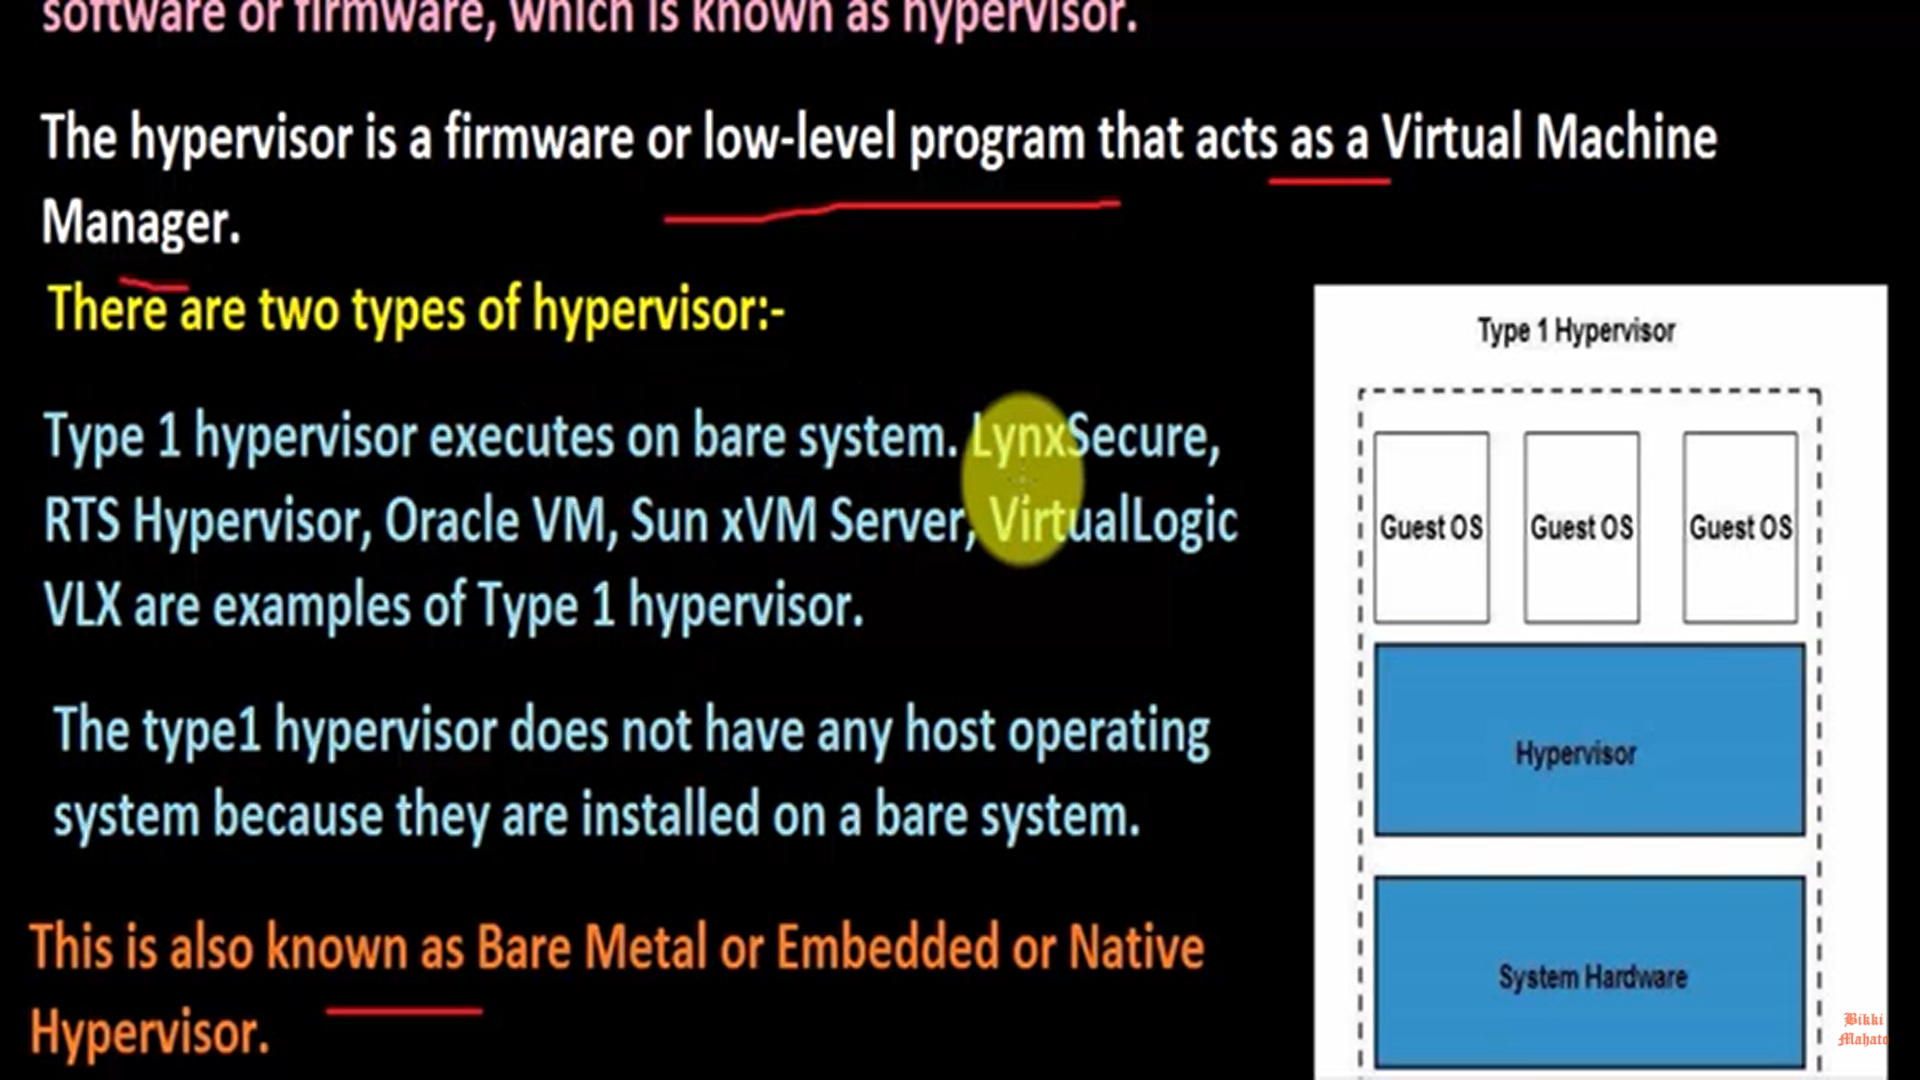 software or firmware, which is known as hypervisor.
The hypervisor is a firmware or low-level program that acts as a Virtual Machine
Manager.
There are two types of hypervisor:-
Type 1 hypervisor executes on bare system. LynxSecure,
RTS Hypervisor, Oracle VM, Sun xVM Server, VirtualLogic
VLX are examples of Type 1 hypervisor.
The type1 hypervisor does not have any host operating
system because they are installed on a bare system.
This is also known as Bare Metal or Embedded or Native
Hypervisor.
Type 1 Hypervisor
Guest OS Guest OS Guest OS
Hypervisor
System Hardware
Bikki
Mahato